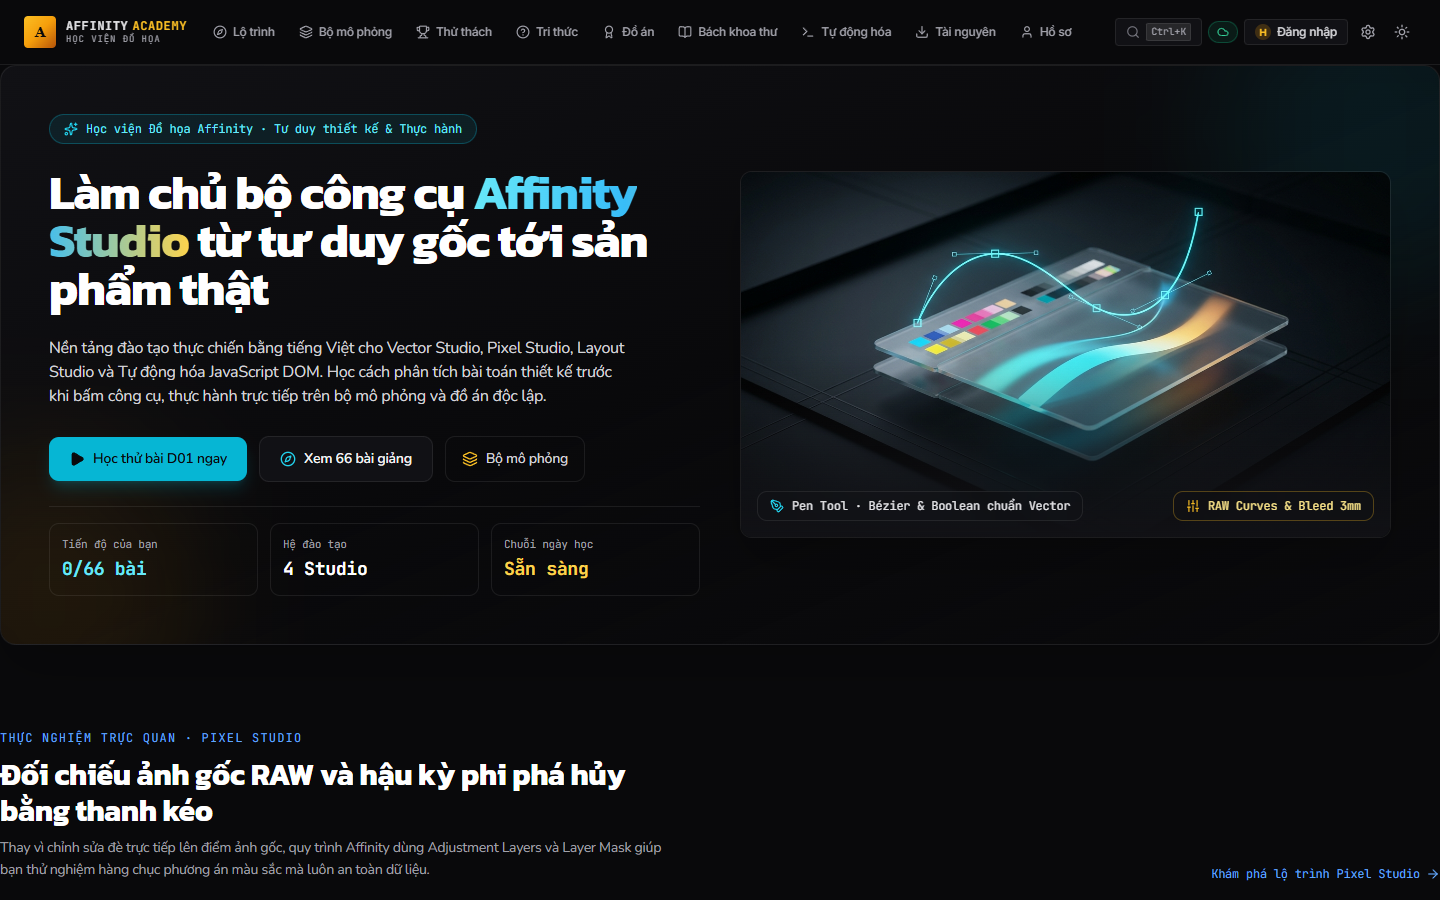 A
AFFINITY ACADEMY
HỌC VIỆN ĐỒ HỌA
Lộ trình
Bộ mô phỏng
Thử thách
Tri thức
Đồ án
Bách khoa thư
Tự động hóa
Tài nguyên
Hồ sơ
Ctrl+K
H
Đăng nhập
Học viện Đồ họa Affinity · Tư duy thiết kế & Thực hành
Làm chủ bộ công cụ Affinity
Studio từ tư duy gốc tới sản
phẩm thật
Nền tảng đào tạo thực chiến bằng tiếng Việt cho Vector Studio, Pixel Studio, Layout
Studio và Tự động hóa JavaScript DOM. Học cách phân tích bài toán thiết kế trước
khi bấm công cụ, thực hành trực tiếp trên bộ mô phỏng và đồ án độc lập.
Học thử bài D01 ngay
Xem 66 bài giảng
Bộ mô phỏng
Tiến độ của bạn
0/66 bài
Hệ đào tạo
4 Studio
Chuỗi ngày học
Sẵn sàng
Pen Tool · Bézier & Boolean chuẩn Vector
RAW Curves & Bleed 3mm
THỰC NGHIỆM TRỰC QUAN · PIXEL STUDIO
Đối chiếu ảnh gốc RAW và hậu kỳ phi phá hủy
bằng thanh kéo
Thay vì chỉnh sửa đè trực tiếp lên điểm ảnh gốc, quy trình Affinity dùng Adjustment Layers và Layer Mask giúp
bạn thử nghiệm hàng chục phương án màu sắc mà luôn an toàn dữ liệu.
Khám phá lộ trình Pixel Studio →